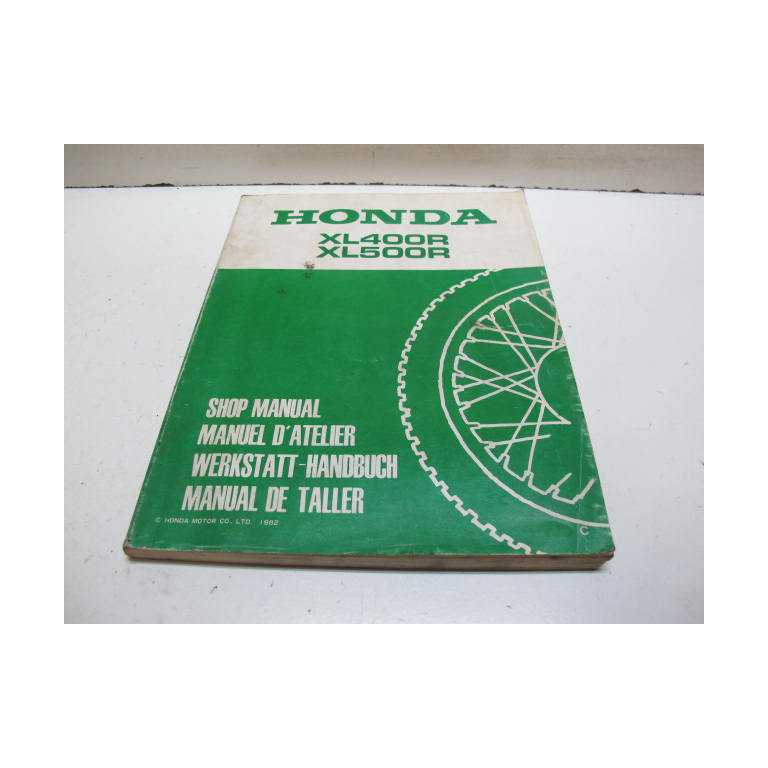 HONDA
XL400R
XL500R
SHOP MANUAL
MANUEL D'ATELIER
WERKSTATT-HANDBUCH
MANUAL DE TALLER
© HONDA MOTOR CO. LTD. 1982
C